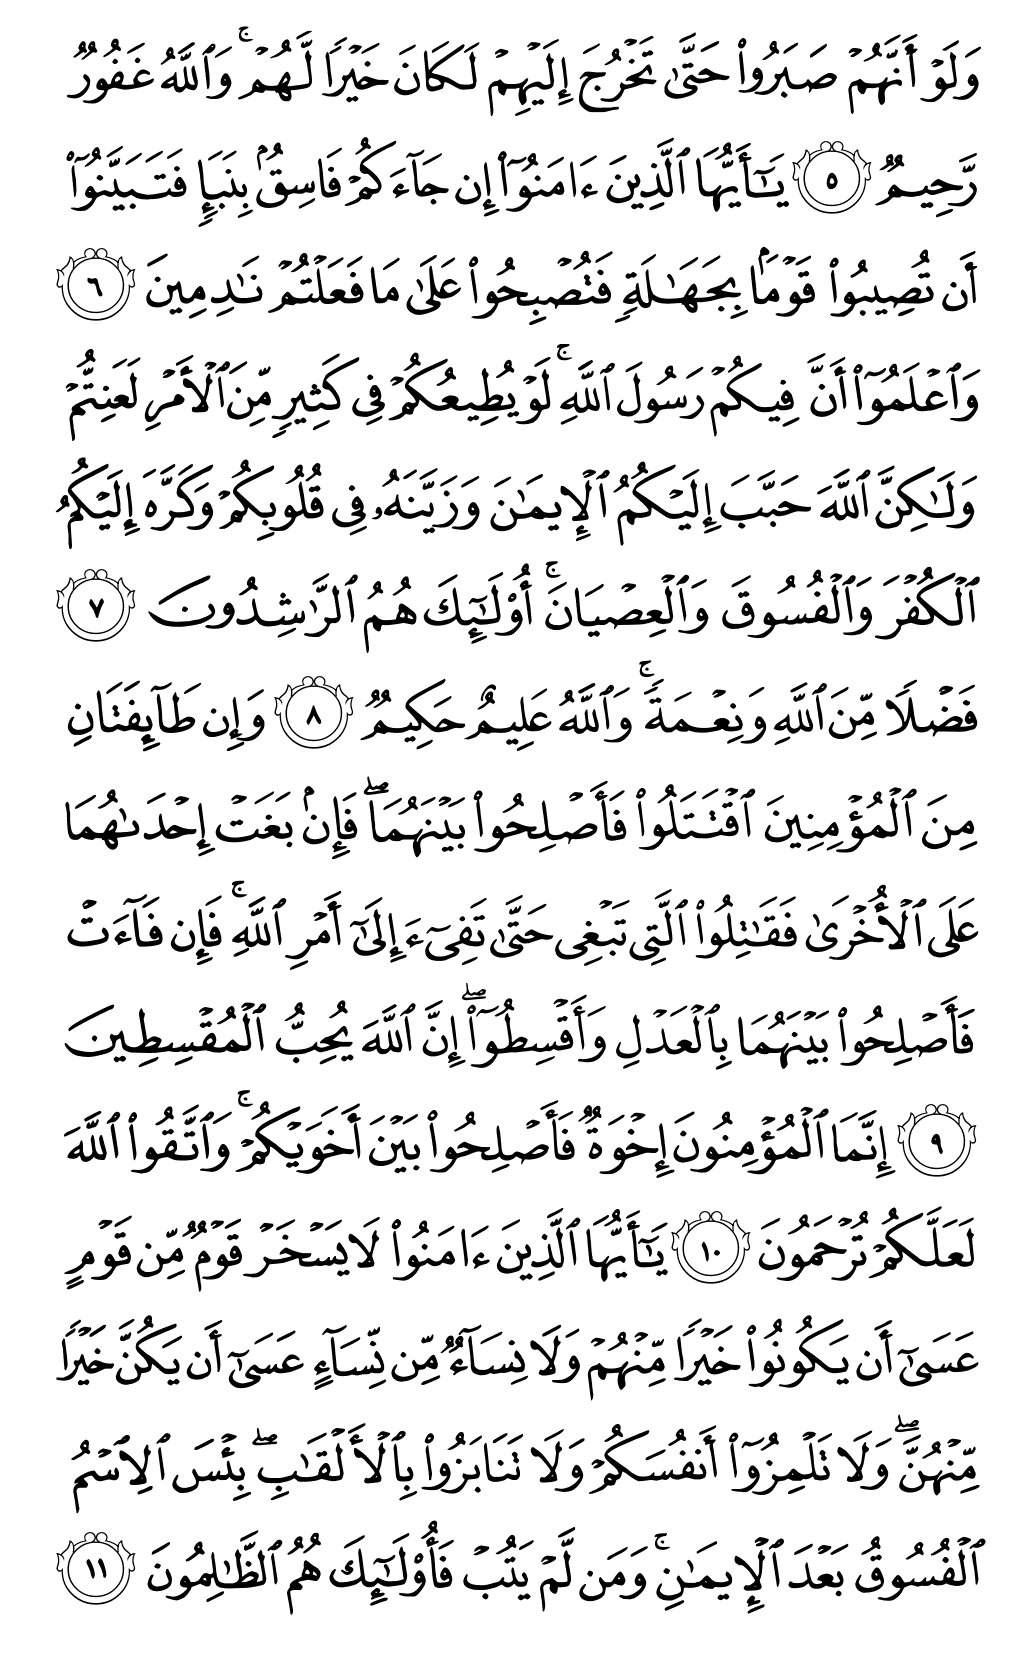 وَلَوْ أَنَّهُمْ صَبَرُوا۟ حَتَّىٰ تَخْرُجَ إِلَيْهِمْ لَكَانَ خَيْرًا لَّهُمْ ۚ وَٱللَّهُ غَفُورٌ
رَّحِيمٌ ٥ يَـٰٓأَيُّهَا ٱلَّذِينَ ءَامَنُوٓا۟ إِن جَآءَكُمْ فَاسِقٌۢ بِنَبَإٍ فَتَبَيَّنُوٓا۟
أَن تُصِيبُوا۟ قَوْمًۢا بِجَهَـٰلَةٍ فَتُصْبِحُوا۟ عَلَىٰ مَا فَعَلْتُمْ نَـٰدِمِينَ ٦
وَٱعْلَمُوٓا۟ أَنَّ فِيكُمْ رَسُولَ ٱللَّهِ ۚ لَوْ يُطِيعُكُمْ فِى كَثِيرٍ مِّنَ ٱلْأَمْرِ لَعَنِتُّمْ
وَلَـٰكِنَّ ٱللَّهَ حَبَّبَ إِلَيْكُمُ ٱلْإِيمَـٰنَ وَزَيَّنَهُۥ فِى قُلُوبِكُمْ وَكَرَّهَ إِلَيْكُمُ
ٱلْكُفْرَ وَٱلْفُسُوقَ وَٱلْعِصْيَانَ ۚ أُو۟لَـٰٓئِكَ هُمُ ٱلرَّٰشِدُونَ ٧
فَضْلًا مِّنَ ٱللَّهِ وَنِعْمَةً ۚ وَٱللَّهُ عَلِيمٌ حَكِيمٌ ٨ وَإِن طَآئِفَتَانِ
مِنَ ٱلْمُؤْمِنِينَ ٱقْتَتَلُوا۟ فَأَصْلِحُوا۟ بَيْنَهُمَا ۖ فَإِنۢ بَغَتْ إِحْدَىٰهُمَا
عَلَى ٱلْأُخْرَىٰ فَقَـٰتِلُوا۟ ٱلَّتِى تَبْغِى حَتَّىٰ تَفِىٓءَ إِلَىٰٓ أَمْرِ ٱللَّهِ ۚ فَإِن فَآءَتْ
فَأَصْلِحُوا۟ بَيْنَهُمَا بِٱلْعَدْلِ وَأَقْسِطُوٓا۟ ۖ إِنَّ ٱللَّهَ يُحِبُّ ٱلْمُقْسِطِينَ
٩ إِنَّمَا ٱلْمُؤْمِنُونَ إِخْوَةٌ فَأَصْلِحُوا۟ بَيْنَ أَخَوَيْكُمْ ۚ وَٱتَّقُوا۟ ٱللَّهَ
لَعَلَّكُمْ تُرْحَمُونَ ١٠ يَـٰٓأَيُّهَا ٱلَّذِينَ ءَامَنُوا۟ لَا يَسْخَرْ قَوْمٌ مِّن قَوْمٍ
عَسَىٰٓ أَن يَكُونُوا۟ خَيْرًا مِّنْهُمْ وَلَا نِسَآءٌ مِّن نِّسَآءٍ عَسَىٰٓ أَن يَكُنَّ خَيْرًا
مِّنْهُنَّ ۖ وَلَا تَلْمِزُوٓا۟ أَنفُسَكُمْ وَلَا تَنَابَزُوا۟ بِٱلْأَلْقَـٰبِ ۖ بِئْسَ ٱلِٱسْمُ
ٱلْفُسُوقُ بَعْدَ ٱلْإِيمَـٰنِ ۚ وَمَن لَّمْ يَتُبْ فَأُو۟لَـٰٓئِكَ هُمُ ٱلظَّـٰلِمُونَ ١١